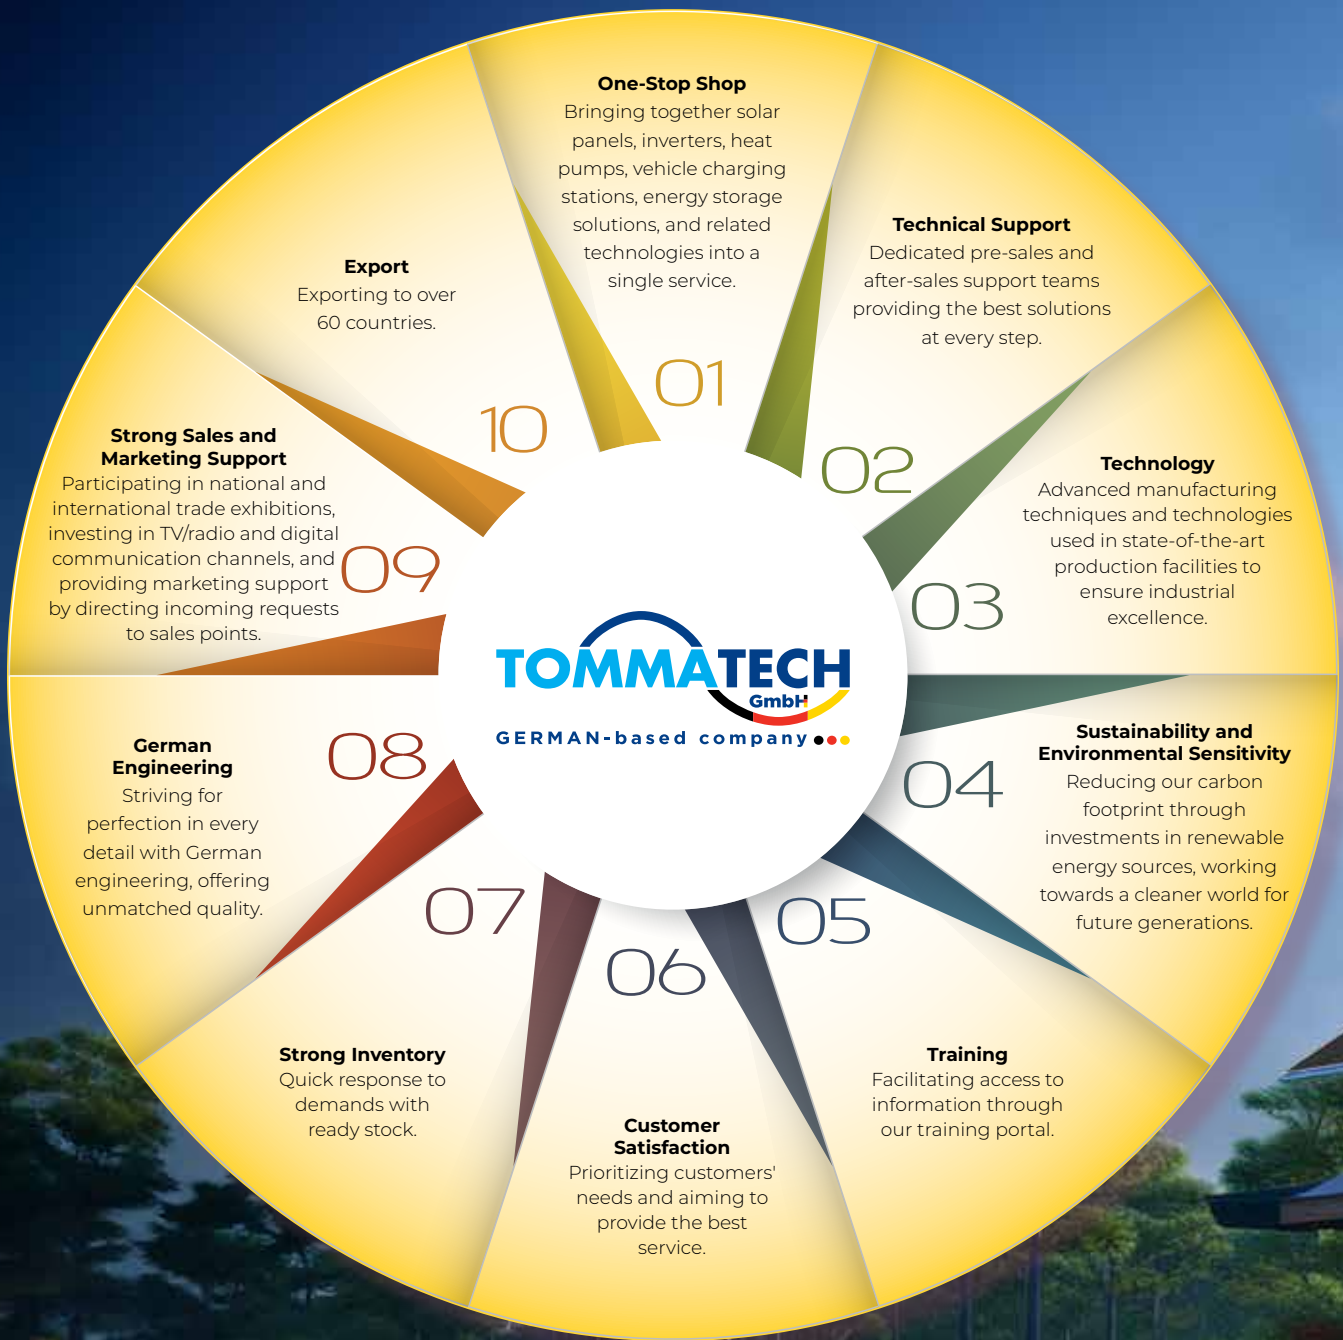 One-Stop Shop
Bringing together solar
panels, inverters, heat
pumps, vehicle charging
stations, energy storage
solutions, and related
technologies into a
single service.
01
Technical Support
Dedicated pre-sales and
after-sales support teams
providing the best solutions
at every step.
02
Technology
Advanced manufacturing
techniques and technologies
used in state-of-the-art
production facilities to
ensure industrial
excellence.
03
Sustainability and
Environmental Sensitivity
Reducing our carbon
footprint through
investments in renewable
energy sources, working
towards a cleaner world for
future generations.
04
Training
Facilitating access to
information through
our training portal.
05
Customer
Satisfaction
Prioritizing customers'
needs and aiming to
provide the best
service.
06
Strong Inventory
Quick response to
demands with
ready stock.
07
German
Engineering
Striving for
perfection in every
detail with German
engineering, offering
unmatched quality.
08
Strong Sales and
Marketing Support
Participating in national and
international trade exhibitions,
investing in TV/radio and digital
communication channels, and
providing marketing support
by directing incoming requests
to sales points.
09
Export
Exporting to over
60 countries.
10
TOMMATECH
GmbH
GERMAN-based company